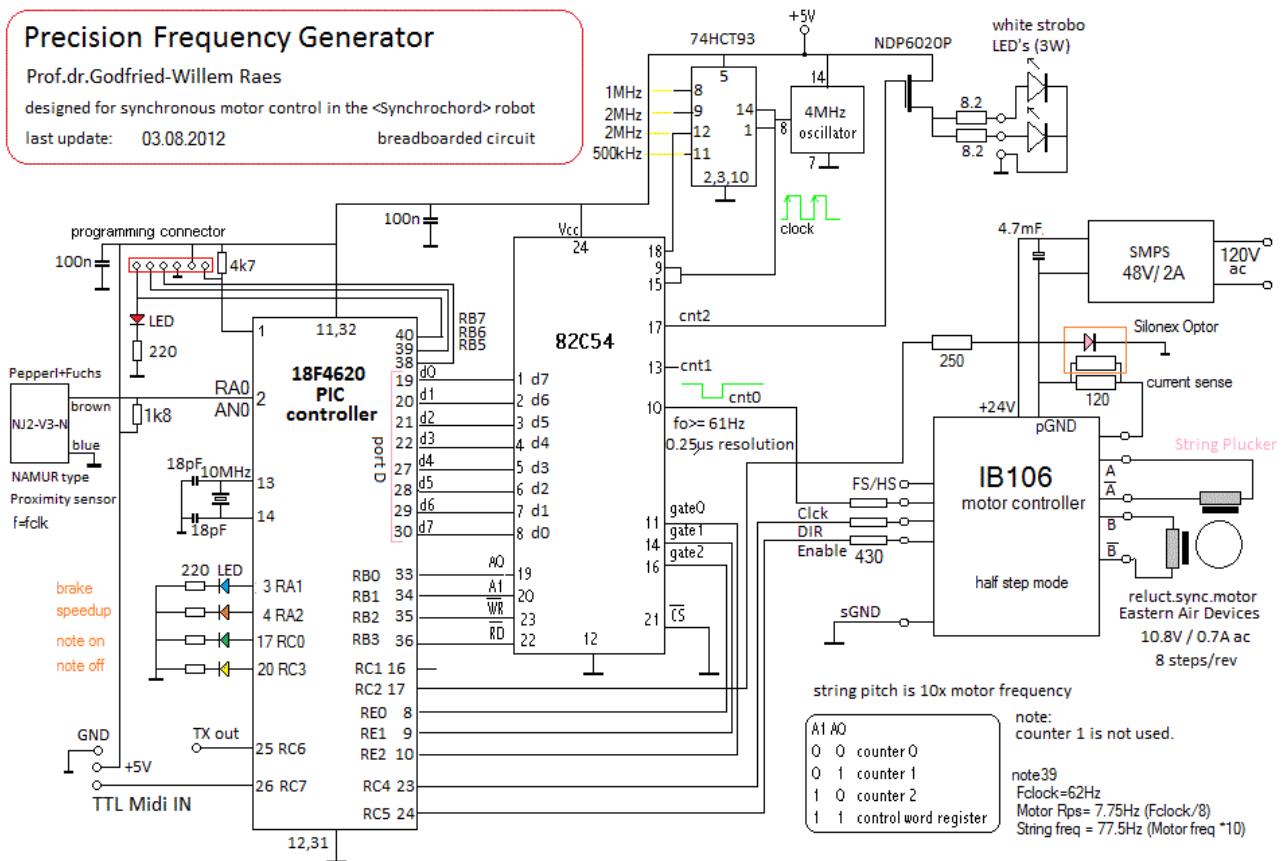 Precision Frequency Generator
Prof.dr.Godfried-Willem Raes
designed for synchronous motor control in the <Synchrochord> robot
last update: 03.08.2012 breadboarded circuit
+5V
74HCT93
NDP6020P
white strobo
LED's (3W)
5
14
1MHz
8
2MHz
9
2MHz
12
500kHz
11
14
1
2,3,10
8
4MHz
oscillator
7
8.2
8.2
clock
100n
programming connector
100n
4k7
LED
220
Vcc
24
18
9
15
4.7mF
SMPS
48V/ 2A
120V
ac
82C54
17
cnt2
13
cnt1
10
cnt0
fo>= 61Hz
0.25µs resolution
250
Silonex Optor
120
current sense
+24V
pGND
1
11,32
40
39
38
RB7
RB6
RB5
18F4620
PIC
controller
Pepperl+Fuchs
NJ2-V3-N
brown
blue
RA0
AN0
2
1k8
NAMUR type
Proximity sensor
f=fclk
18pF
10MHz
18pF
13
14
port D
19 d0
20 d1
21 d2
22 d3
27 d4
28 d5
29 d6
30 d7
1 d7
2 d6
3 d5
4 d4
5 d3
6 d2
7 d1
8 d0
IB106
motor controller
String Plucker
FS/HS
Clck
DIR
Enable
430
A
A
B
B
half step mode
sGND
reluct.sync.motor
Eastern Air Devices
10.8V / 0.7A ac
8 steps/rev
11
gate0
14
gate1
16
gate2
21
CS
12
RB0 33 A0 19
RB1 34 A1 20
RB2 35 WR 23
RB3 36 RD 22
RC1 16
RC2 17
RE0 8
RE1 9
RE2 10
RC4 23
RC5 24
220 LED
brake
3 RA1
speedup
4 RA2
note on
17 RC0
note off
20 RC3
GND
TX out
25 RC6
+5V
26 RC7
TTL Midi IN
12,31
string pitch is 10x motor frequency
A1 A0
0 0 counter 0
0 1 counter 1
1 0 counter 2
1 1 control word register
note:
counter 1 is not used.
note39
Fclock=62Hz
Motor Rps= 7.75Hz (Fclock/8)
String freq = 77.5Hz (Motor freq *10)